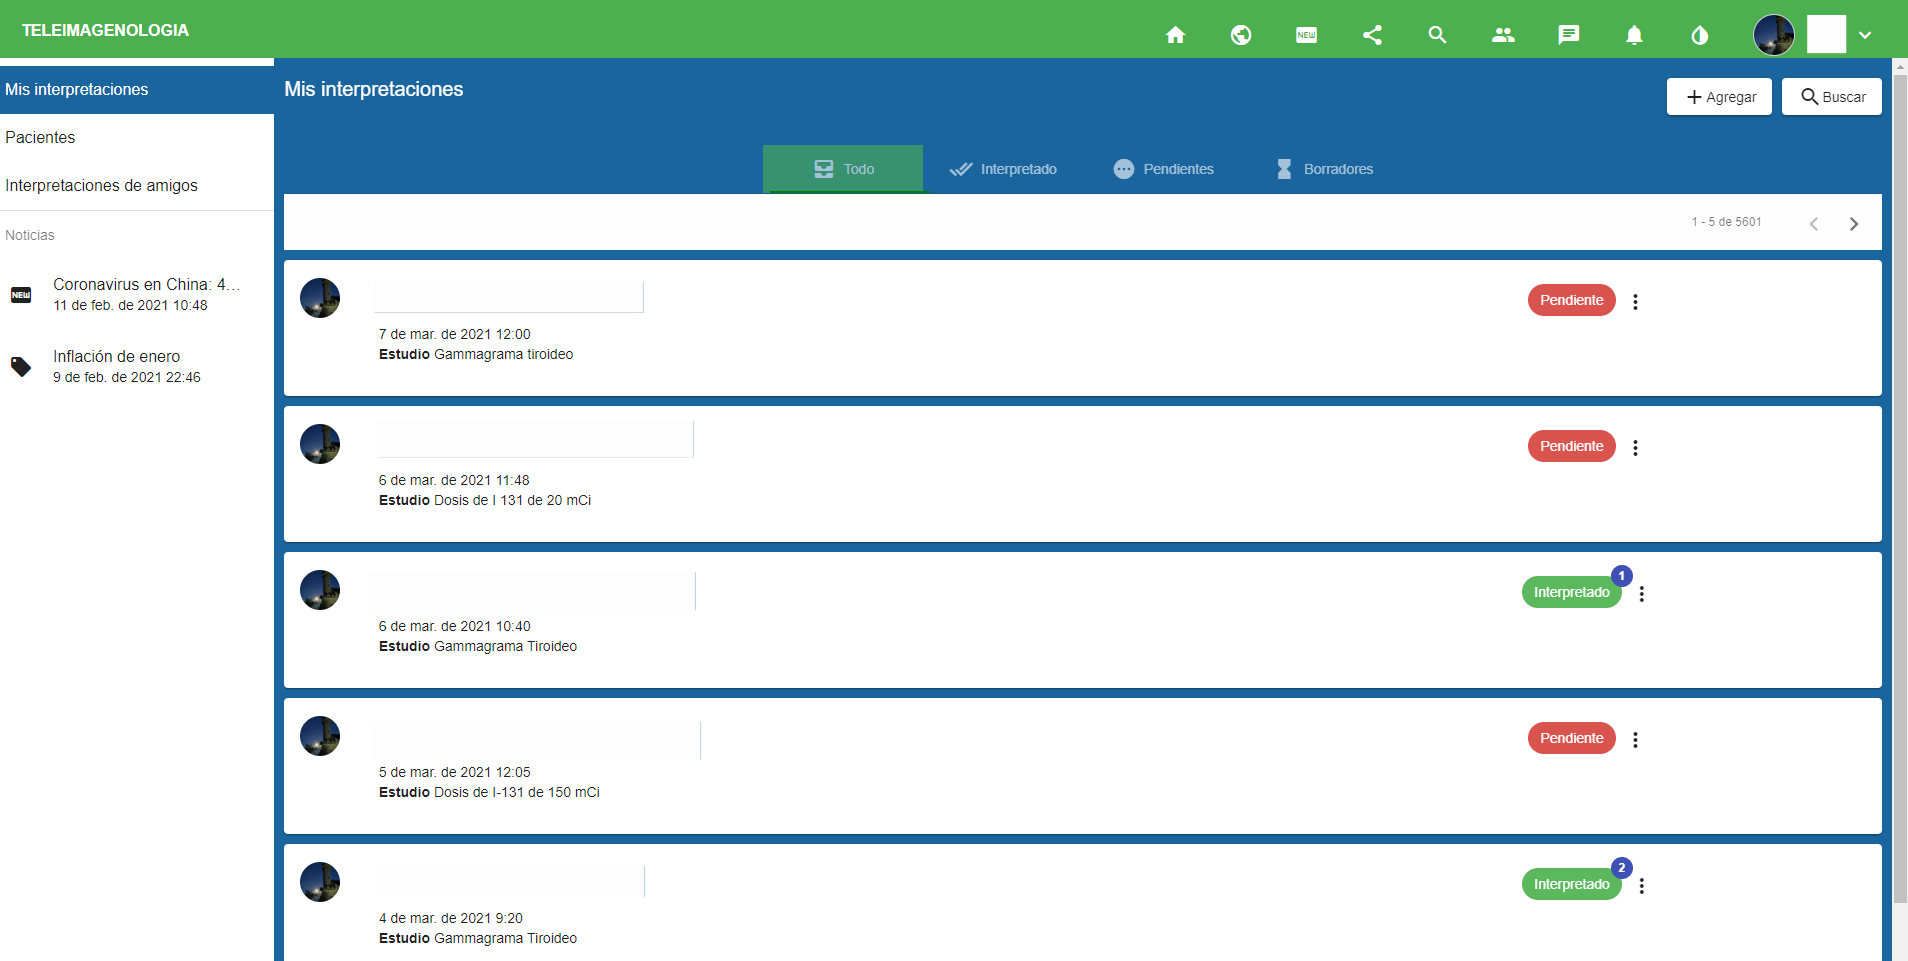 TELEIMAGENOLOGIA
NEW
Mis interpretaciones
Pacientes
Interpretaciones de amigos
Noticias
NEW
Coronavirus en China: 4...
11 de feb. de 2021 10:48
Inflación de enero
9 de feb. de 2021 22:46
Mis interpretaciones
Agregar
Buscar
Todo
Interpretado
Pendientes
Borradores
1 - 5 de 5601
Pendiente
7 de mar. de 2021 12:00
Estudio Gammagrama tiroideo
Pendiente
6 de mar. de 2021 11:48
Estudio Dosis de I 131 de 20 mCi
1
Interpretado
6 de mar. de 2021 10:40
Estudio Gammagrama Tiroideo
Pendiente
5 de mar. de 2021 12:05
Estudio Dosis de I-131 de 150 mCi
2
Interpretado
4 de mar. de 2021 9:20
Estudio Gammagrama Tiroideo